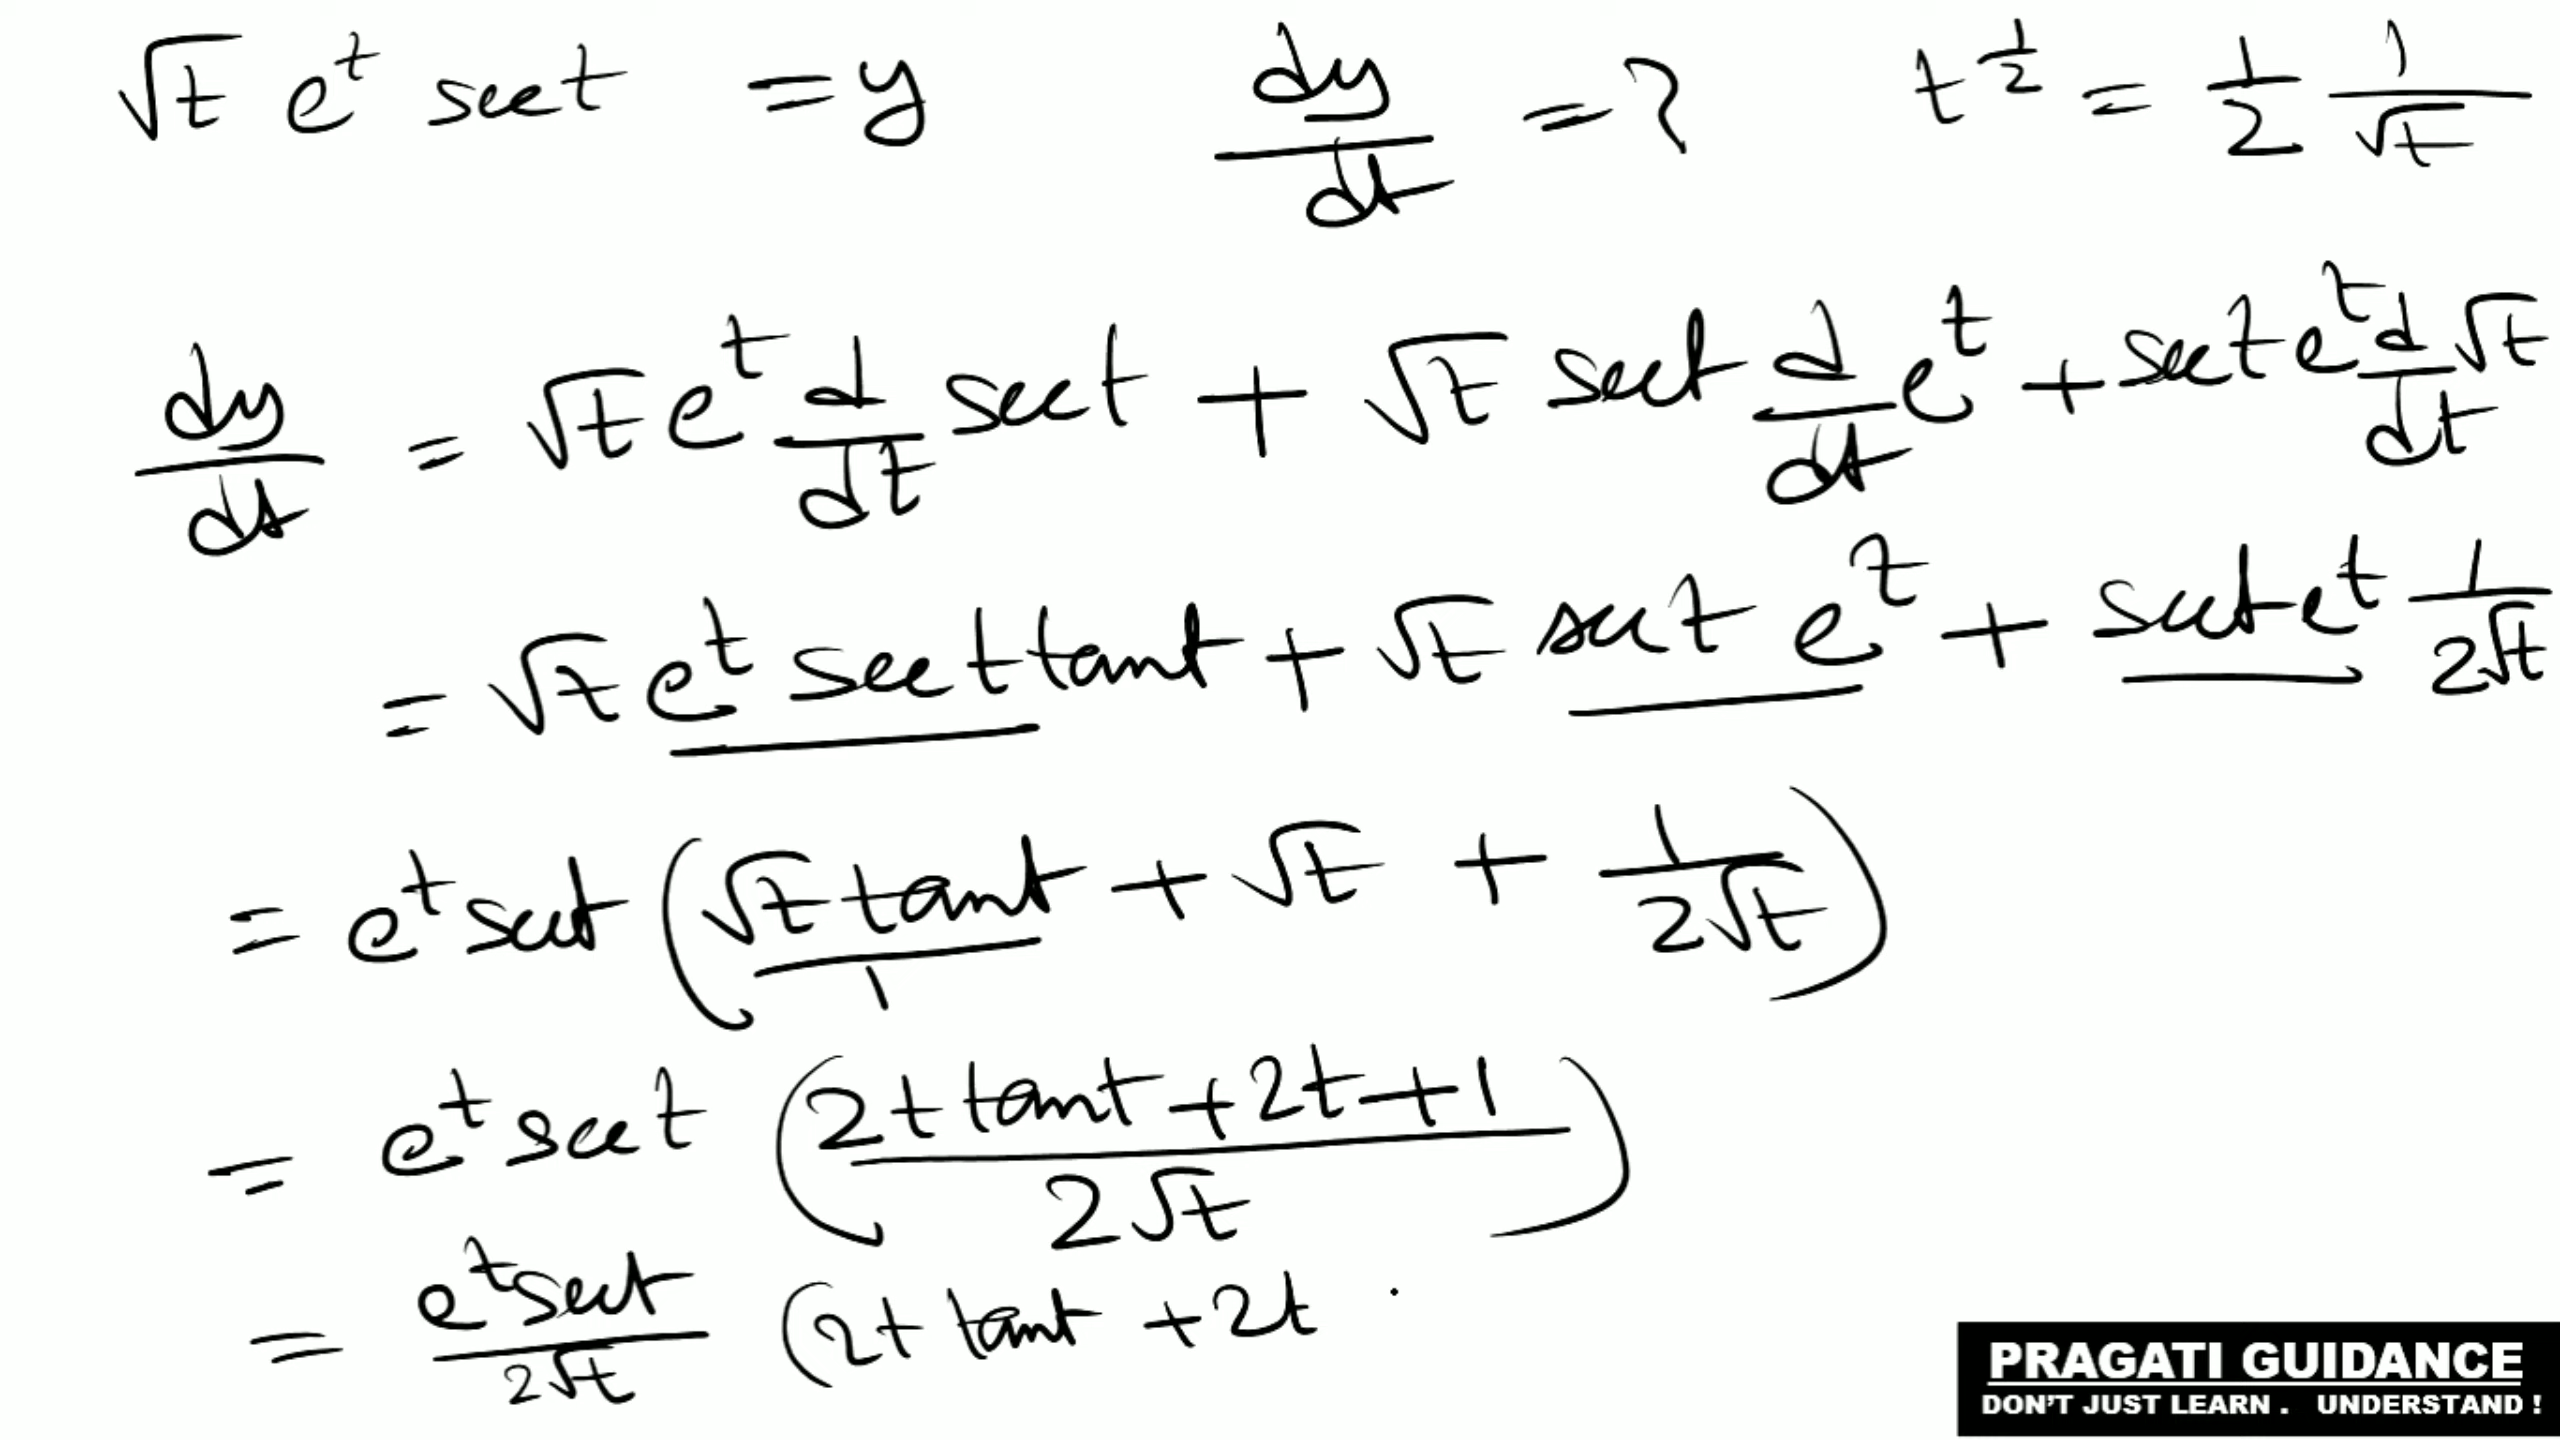 √t e^t sec t = y dy/dt = ? t^1/2 = 1/2 1/√t
dy/dt = √t e^t d/dt sec t + √t sec t d/dt e^t + sec t e^t d/dt √t
= √t e^t sec t tan t + √t sec t e^t + sec t e^t 1/2√t
= e^t sec t (√t tan t/1 + √t + 1/2√t)
= e^t sec t (2t tan t + 2t + 1/2√t)
= e^t sec t/2√t (2t tan t + 2t .
PRAGATI GUIDANCE
DON'T JUST LEARN. UNDERSTAND!